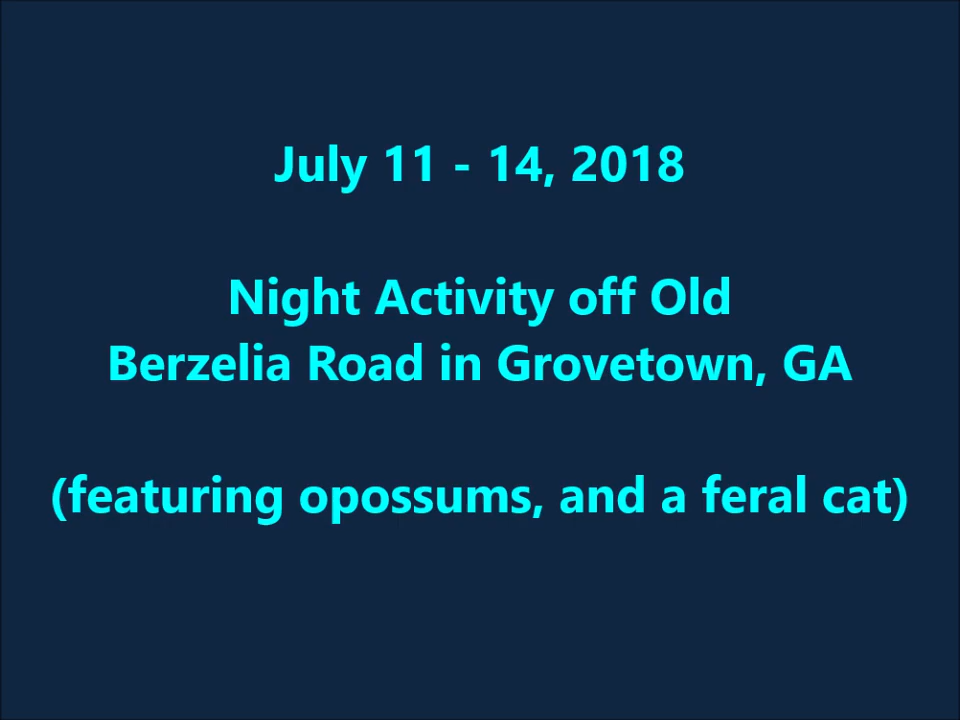 July 11 - 14, 2018
Night Activity off Old
Berzelia Road in Grovetown, GA
(featuring opossums, and a feral cat)